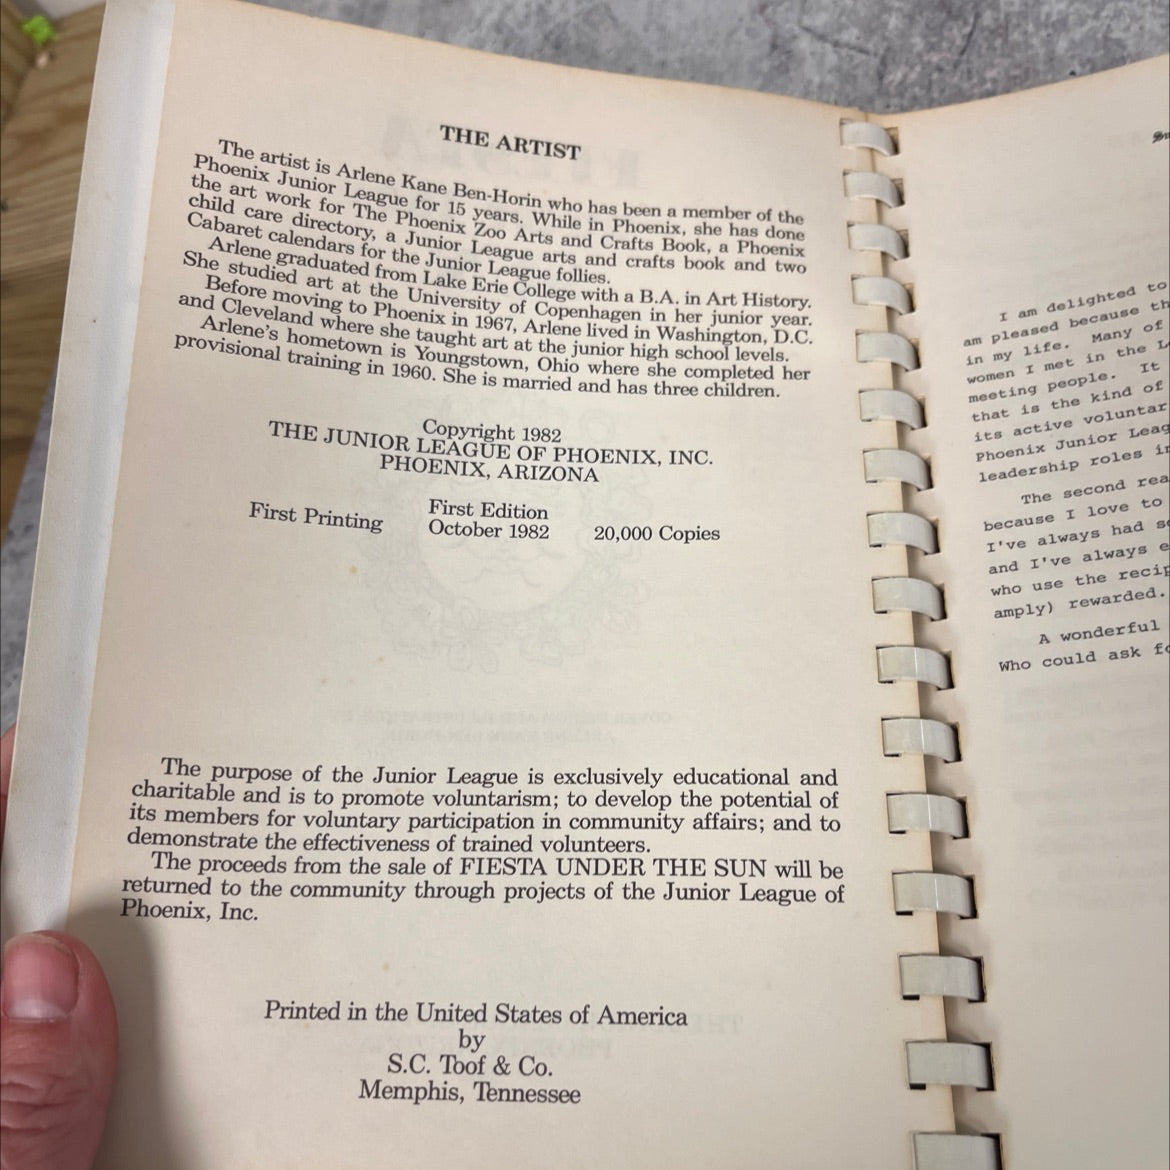 THE ARTIST
The artist is Arlene Kane Ben-Horin who has been a member of the
Phoenix Junior League for 15 years. While in Phoenix, she has done
the art work for The Phoenix Zoo Arts and Crafts Book, a Phoenix
child care directory, a Junior League arts and crafts book and two
Cabaret calendars for the Junior League follies.
Arlene graduated from Lake Erie College with a B.A. in Art History.
She studied art at the University of Copenhagen in her junior year.
Before moving to Phoenix in 1967, Arlene lived in Washington, D.C.
and Cleveland where she taught art at the junior high school levels.
Arlene's hometown is Youngstown, Ohio where she completed her
provisional training in 1960. She is married and has three children.
Copyright 1982
THE JUNIOR LEAGUE OF PHOENIX, INC.
PHOENIX, ARIZONA
First Edition
First Printing October 1982 20,000 Copies
The purpose of the Junior League is exclusively educational and
charitable and is to promote voluntarism; to develop the potential of
its members for voluntary participation in community affairs; and to
demonstrate the effectiveness of trained volunteers.
The proceeds from the sale of FIESTA UNDER THE SUN will be
returned to the community through projects of the Junior League of
Phoenix, Inc.
Printed in the United States of America
by
S.C. Toof & Co.
Memphis, Tennessee
I am delighted to
am pleased because th
in my life. Many of
women I met in the L
meeting people. It
that is the kind of
its active voluntar
Phoenix Junior Leag
leadership roles in
The second rea
because I love to
I've always had so
and I've always e
who use the recip
amply) rewarded.
A wonderful
Who could ask fo